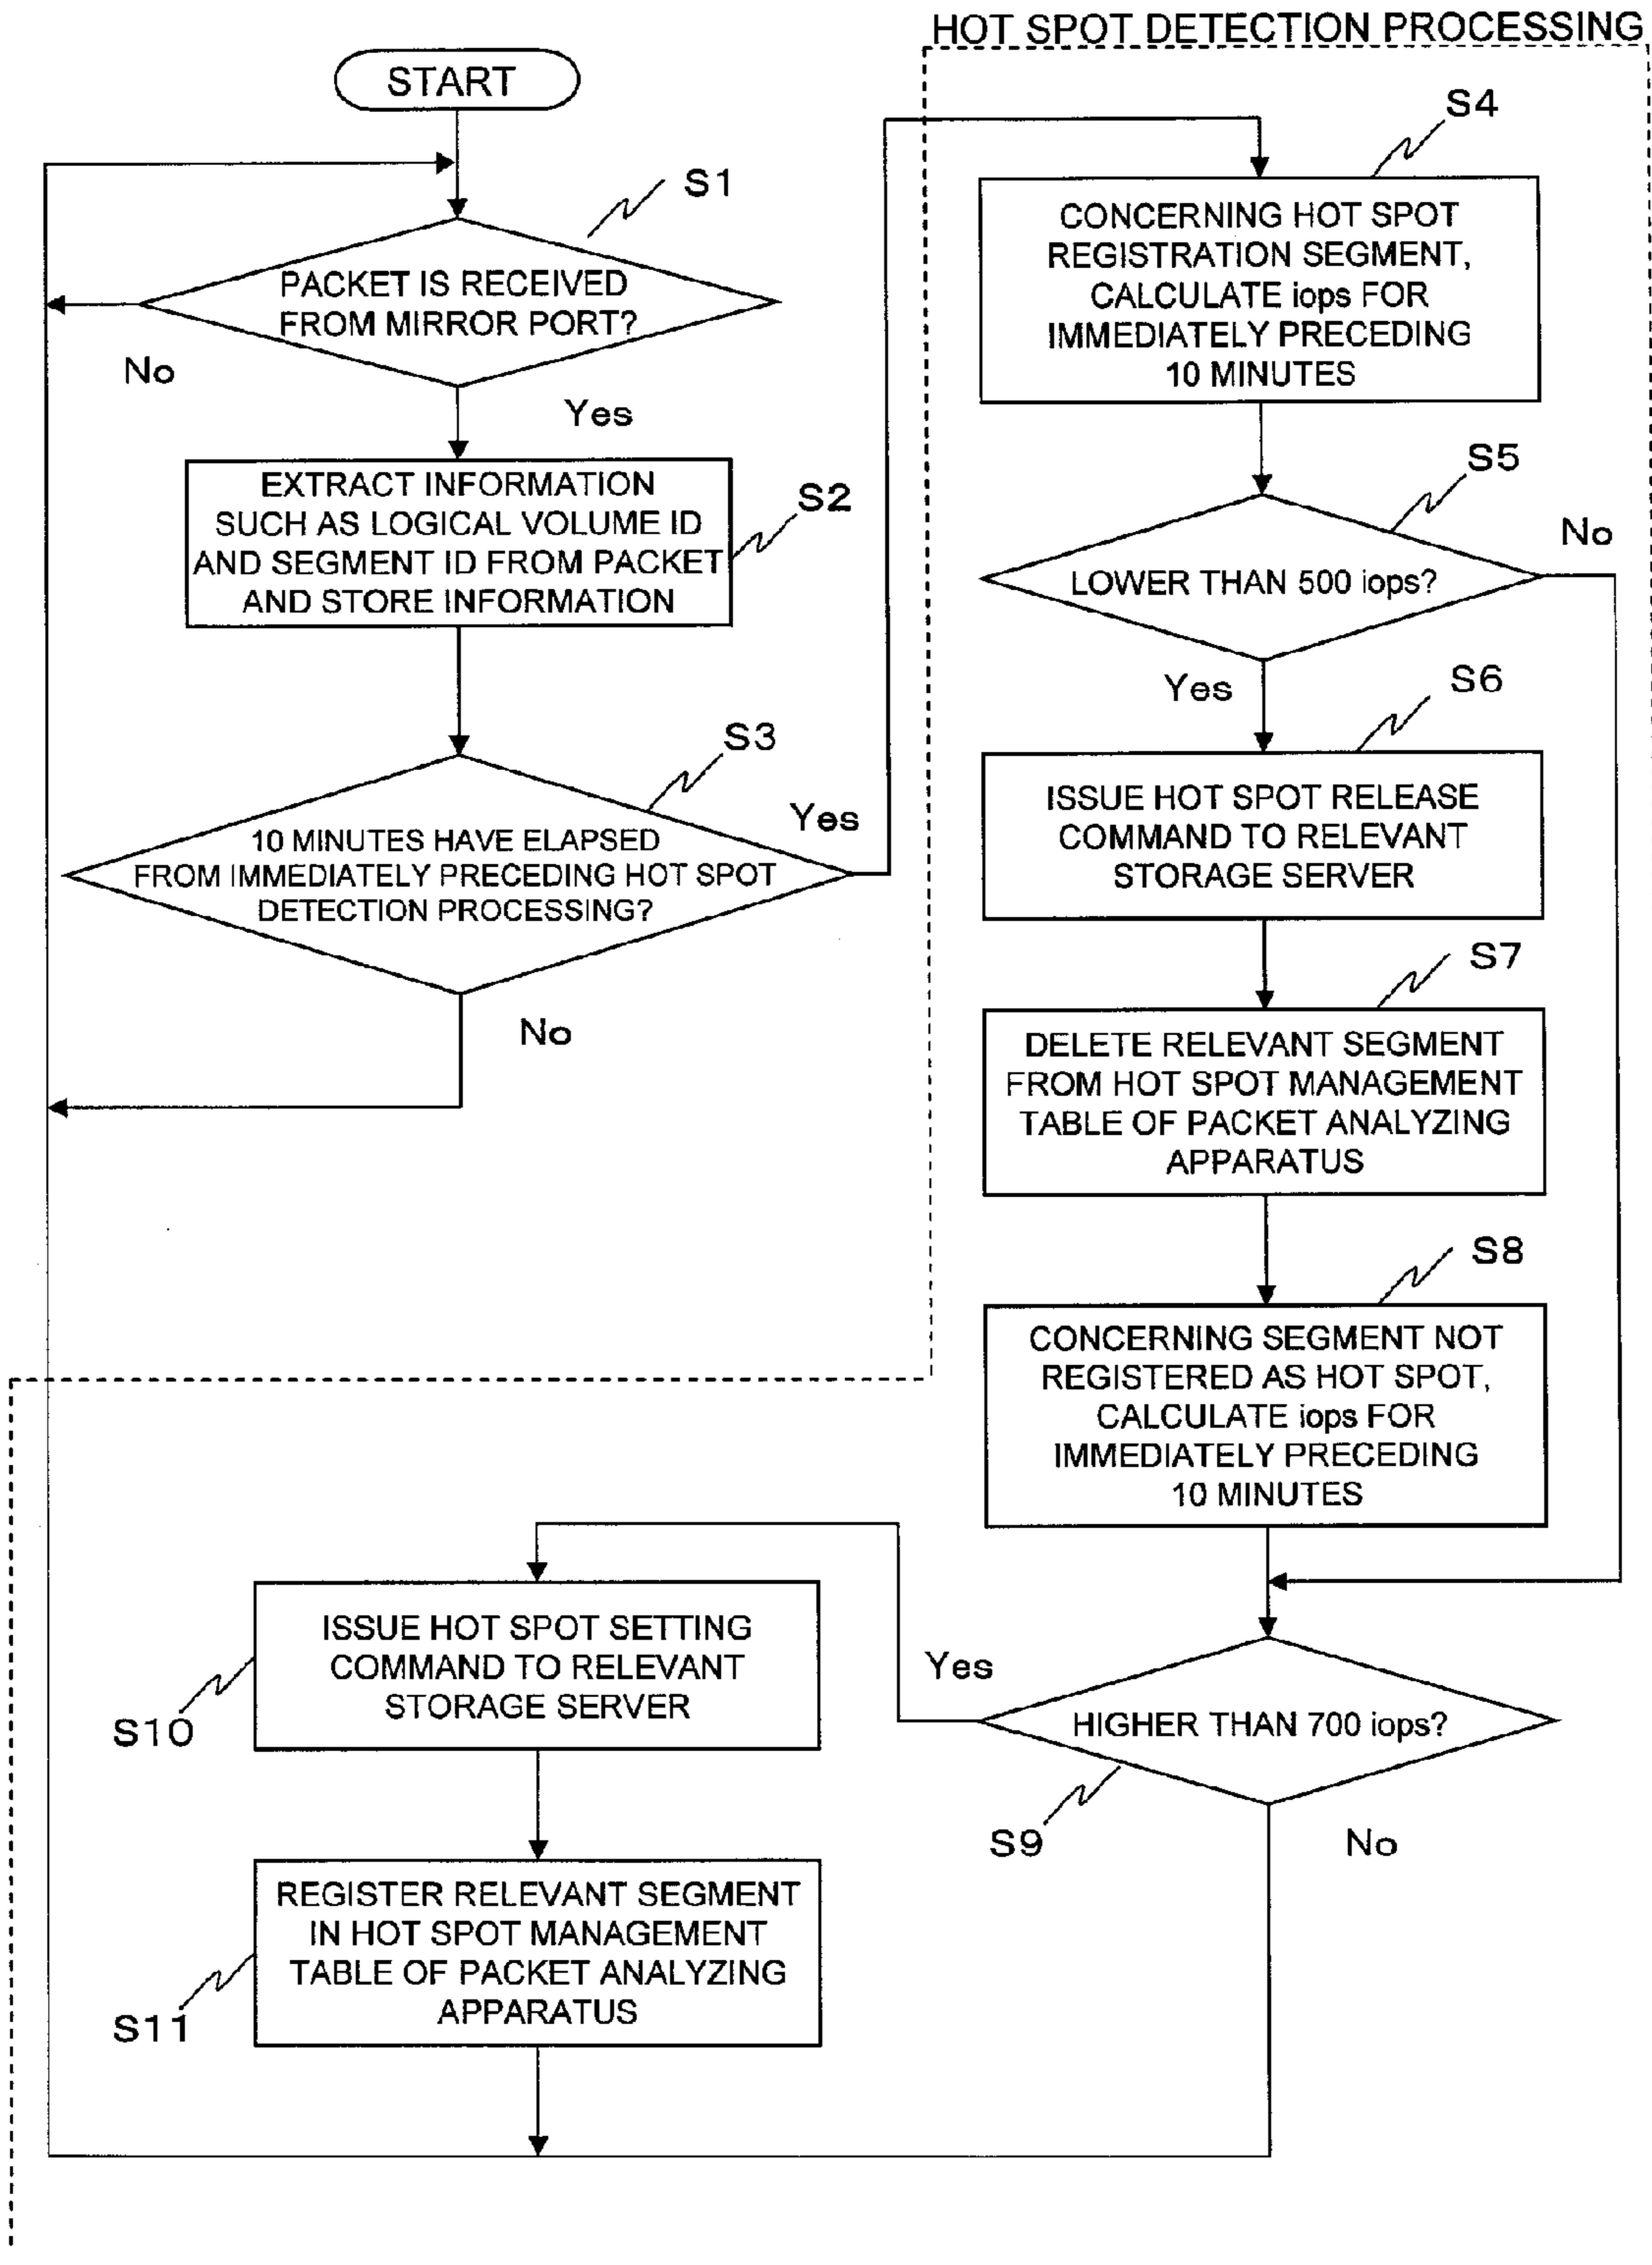 HOT SPOT DETECTION PROCESSING
START
S1
PACKET IS RECEIVED
FROM MIRROR PORT?
No
Yes
EXTRACT INFORMATION
SUCH AS LOGICAL VOLUME ID
AND SEGMENT ID FROM PACKET
AND STORE INFORMATION
S2
S3
10 MINUTES HAVE ELAPSED
FROM IMMEDIATELY PRECEDING HOT SPOT
DETECTION PROCESSING?
Yes
No
S4
CONCERNING HOT SPOT
REGISTRATION SEGMENT,
CALCULATE iops FOR
IMMEDIATELY PRECEDING
10 MINUTES
S5
No
LOWER THAN 500 iops?
Yes
S6
ISSUE HOT SPOT RELEASE
COMMAND TO RELEVANT
STORAGE SERVER
S7
DELETE RELEVANT SEGMENT
FROM HOT SPOT MANAGEMENT
TABLE OF PACKET ANALYZING
APPARATUS
S8
CONCERNING SEGMENT NOT
REGISTERED AS HOT SPOT,
CALCULATE iops FOR
IMMEDIATELY PRECEDING
10 MINUTES
Yes
HIGHER THAN 700 iops?
S9
No
ISSUE HOT SPOT SETTING
COMMAND TO RELEVANT
STORAGE SERVER
S10
REGISTER RELEVANT SEGMENT
IN HOT SPOT MANAGEMENT
TABLE OF PACKET ANALYZING
APPARATUS
S11